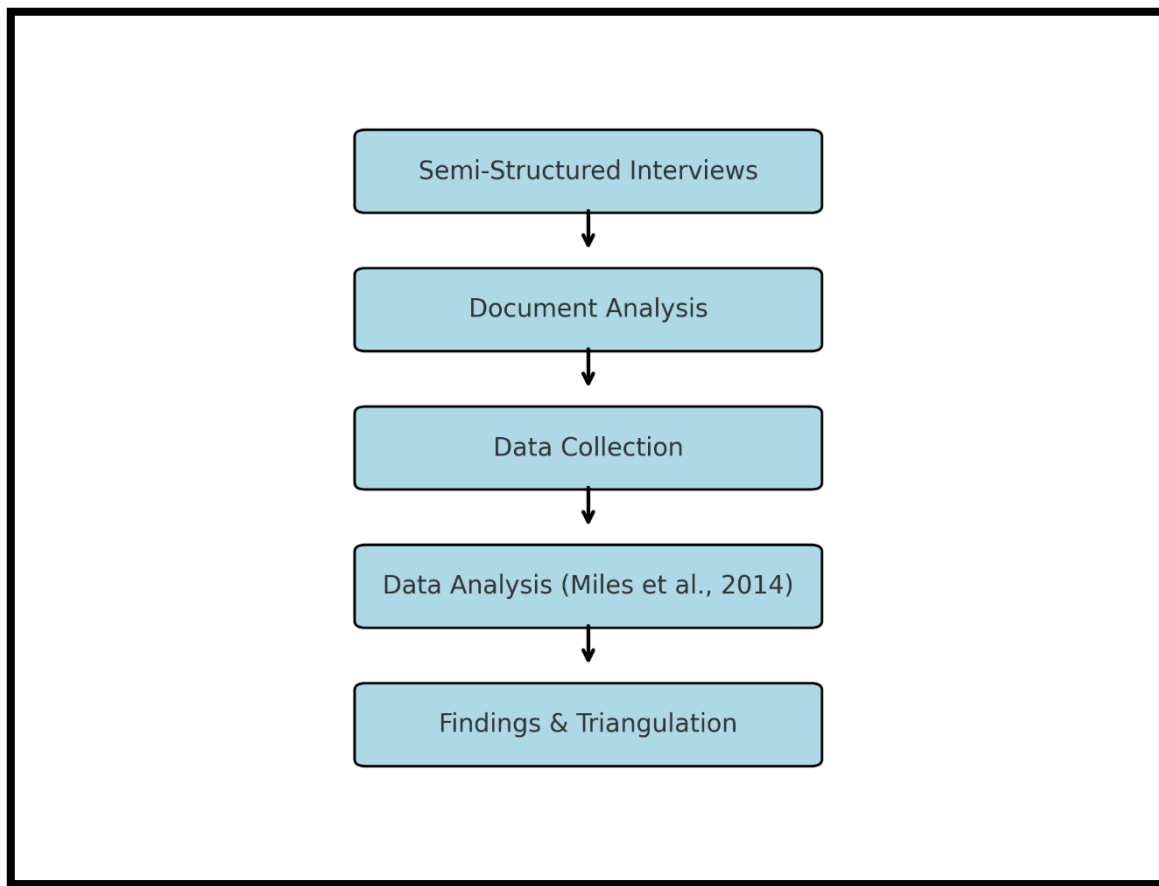 Semi-Structured Interviews
Document Analysis
Data Collection
Data Analysis (Miles et al., 2014)
Findings & Triangulation